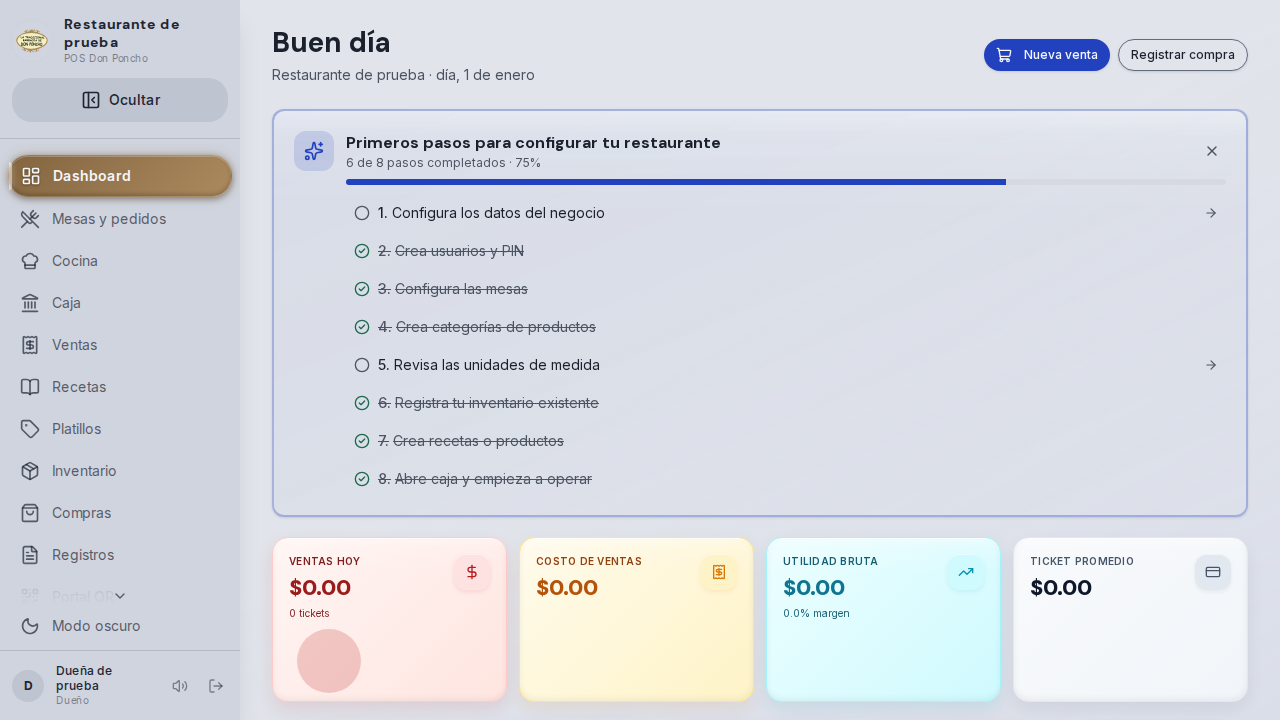 Restaurante de
prueba
POS Don Poncho
Ocultar
Dashboard
Mesas y pedidos
Cocina
Caja
Ventas
Recetas
Platillos
Inventario
Compras
Registros
Portal QR
Modo oscuro
D
Dueña de
prueba
Dueño
Buen día
Restaurante de prueba · día, 1 de enero
Nueva venta
Registrar compra
Primeros pasos para configurar tu restaurante
6 de 8 pasos completados · 75%
1. Configura los datos del negocio
2. Crea usuarios y PIN
3. Configura las mesas
4. Crea categorías de productos
5. Revisa las unidades de medida
6. Registra tu inventario existente
7. Crea recetas o productos
8. Abre caja y empieza a operar
VENTAS HOY
$0.00
0 tickets
COSTO DE VENTAS
$0.00
UTILIDAD BRUTA
$0.00
0.0% margen
TICKET PROMEDIO
$0.00